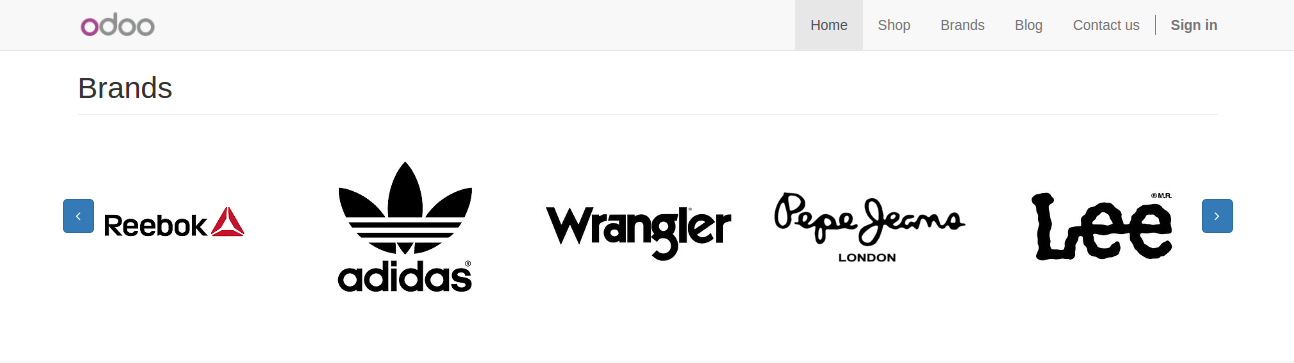 odoo
Home Shop Brands Blog Contact us Sign in
Brands
Reebok
adidas®
Wrangler
Pepe Jeans
LONDON
Lee ® M.R.